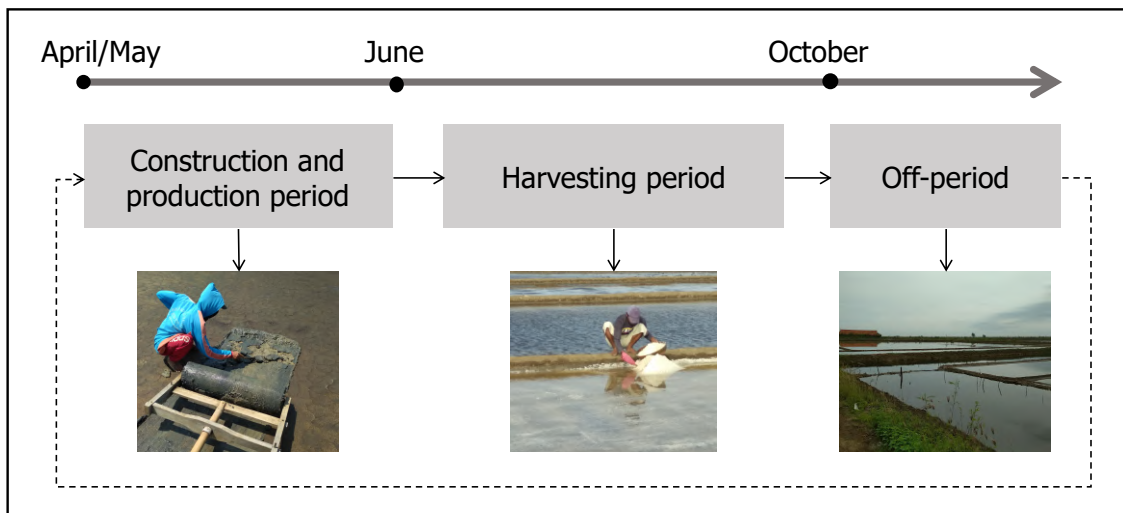 April/May
June
October
Construction and
production period
Harvesting period
Off-period